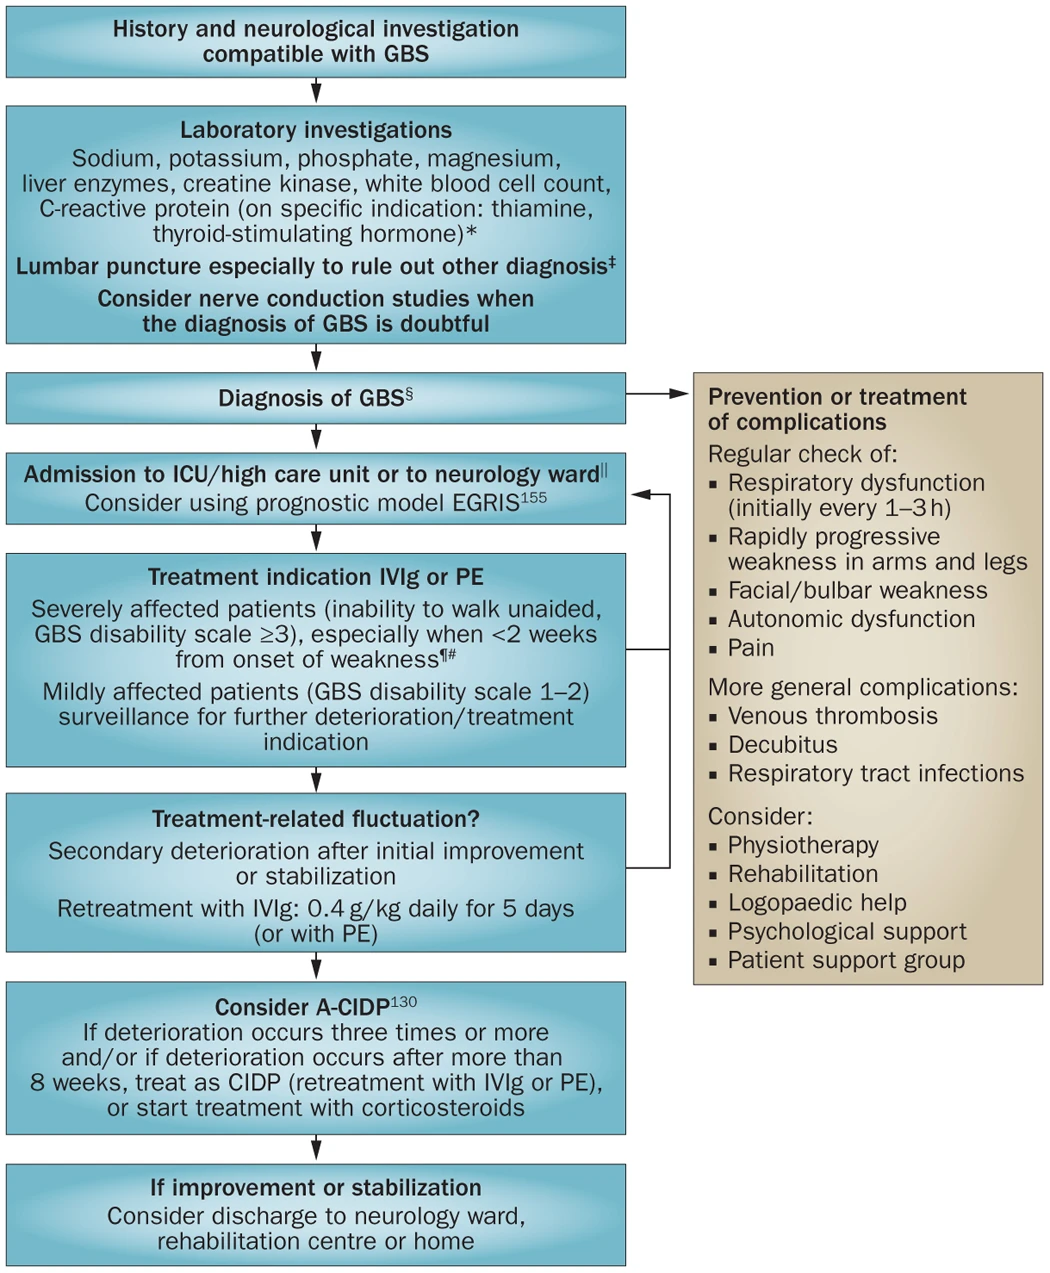 History and neurological investigation
compatible with GBS
Laboratory investigations
Sodium, potassium, phosphate, magnesium,
liver enzymes, creatine kinase, white blood cell count,
C-reactive protein (on specific indication: thiamine,
thyroid-stimulating hormone)*
Lumbar puncture especially to rule out other diagnosis‡
Consider nerve conduction studies when
the diagnosis of GBS is doubtful
Diagnosis of GBS§
Admission to ICU/high care unit or to neurology ward||
Consider using prognostic model EGRIS155
Treatment indication IVIg or PE
Severely affected patients (inability to walk unaided,
GBS disability scale ≥3), especially when <2 weeks
from onset of weakness¶#
Mildly affected patients (GBS disability scale 1–2)
surveillance for further deterioration/treatment
indication
Treatment-related fluctuation?
Secondary deterioration after initial improvement
or stabilization
Retreatment with IVIg: 0.4 g/kg daily for 5 days
(or with PE)
Consider A-CIDP130
If deterioration occurs three times or more
and/or if deterioration occurs after more than
8 weeks, treat as CIDP (retreatment with IVIg or PE),
or start treatment with corticosteroids
If improvement or stabilization
Consider discharge to neurology ward,
rehabilitation centre or home
Prevention or treatment
of complications
Regular check of:
▪ Respiratory dysfunction
(initially every 1–3 h)
▪ Rapidly progressive
weakness in arms and legs
▪ Facial/bulbar weakness
▪ Autonomic dysfunction
▪ Pain
More general complications:
▪ Venous thrombosis
▪ Decubitus
▪ Respiratory tract infections
Consider:
▪ Physiotherapy
▪ Rehabilitation
▪ Logopaedic help
▪ Psychological support
▪ Patient support group